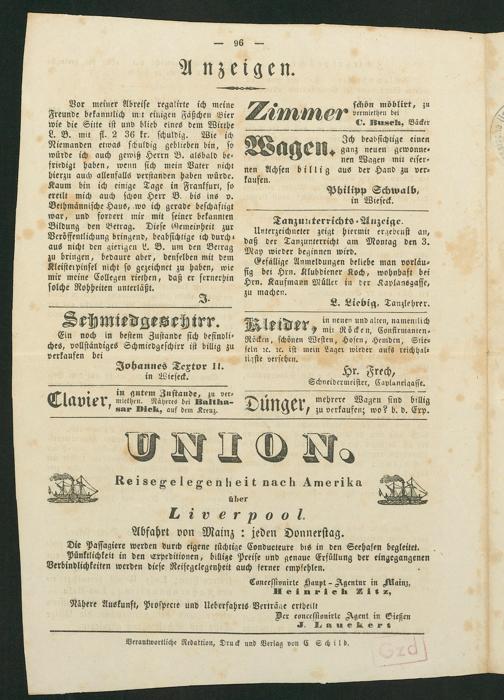 — 96 —
Anzeigen.
Vor meiner Abreise regalirte ich meine
Freunde bekanntlich mit einigen Fäßchen Bier
wie die Sitte ist und blieb eines dem Wirthe
L. B. mit fl. 2 36 kr. schuldig. Wie ich
Niemanden etwas schuldig geblieben bin, so
würde ich auch gewiß Herrn B. alsbald be-
friedigt haben, wenn sich mein Vater nicht
hierzu auch allenfalls verstanden haben würde.
Kaum bin ich einige Tage in Frankfurt, so
ereilt mich auch schon Herr B. bis ins v.
Bethmännische Haus, wo ich gerade beschäftigt
war, und fordert mir mit seiner bekannten
Bildung den Betrag. Diese Gemeinheit zur
Veröffentlichung bringend, beabsichtige ich durch-
aus nicht den gierigen L. B. um den Betrag
zu bringen, bedaure aber, denselben mit dem
Kleisterpinsel nicht so gezeichnet zu haben, wie
mir meine Collegen riethen, daß er fernerhin
solche Rohheiten unterläßt.
J.
Schmiedgeschirr.
Ein noch in bestem Zustande sich befindli-
ches, vollständiges Schmiedgeschirr ist billig zu
verkaufen bei
Johannes Textor II.
in Wieseck.
Clavier, in gutem Zustande, zu ver-
miethen. Näheres bei Baltha-
sar Dick, auf dem Kreuz.
Zimmer schön möblirt, zu
vermiethen bei
C. Busch, Bäcker
Wagen. Ich beabsichtige einen
ganz neuen gewonne-
nen Wagen mit eiser-
nen Achsen billig aus der Hand zu ver-
kaufen.
Philipp Schwalb,
in Wieseck.
Tanzunterrichts-Anzeige.
Unterzeichneter zeigt hiermit ergebenst an,
daß der Tanzunterricht am Montag den 3.
May wieder beginnen wird.
Gefällige Anmeldungen beliebe man vorläu-
fig bei Hrn. Clubdiener Koch, wohnhaft bei
Hrn. Kaufmann Müller in der Kaplansgasse,
zu machen.
L. Liebig, Tanzlehrer.
Kleider, in neuen und alten, namentlich
mit Röcken, Confirmanten-
Röcken, schönen Westen, Hosen, Hemden, Stie-
feln ꝛc. ꝛc. ist mein Lager wieder aufs reichhal-
tigste versehen.
Hr. Frech,
Schneidermeister, Caplaneigasse.
Dünger, mehrere Wagen sind billig
zu verkaufen; wo? b. d. Exp.
UNION.
Reisegelegenheit nach Amerika
über
Liverpool.
Abfahrt von Mainz : jeden Donnerstag.
Die Passagiere werden durch eigene tüchtige Conducteure bis in den Seehafen begleitet.
Pünktlichkeit in den Expeditionen, billige Preise und genaue Erfüllung der eingegangenen
Verbindlichkeiten werden diese Reisegelegenheit auch ferner empfehlen.
Concessionirte Haupt-Agentur in Mainz,
Heinrich Zitz,
Nähere Auskunft, Prospecte und Ueberfahrts Verträge ertheilt
Der concessionirte Agent in Gießen
J. Lauckert
Verantwortliche Redaktion, Druck und Verlag von C Schild.
Gzd